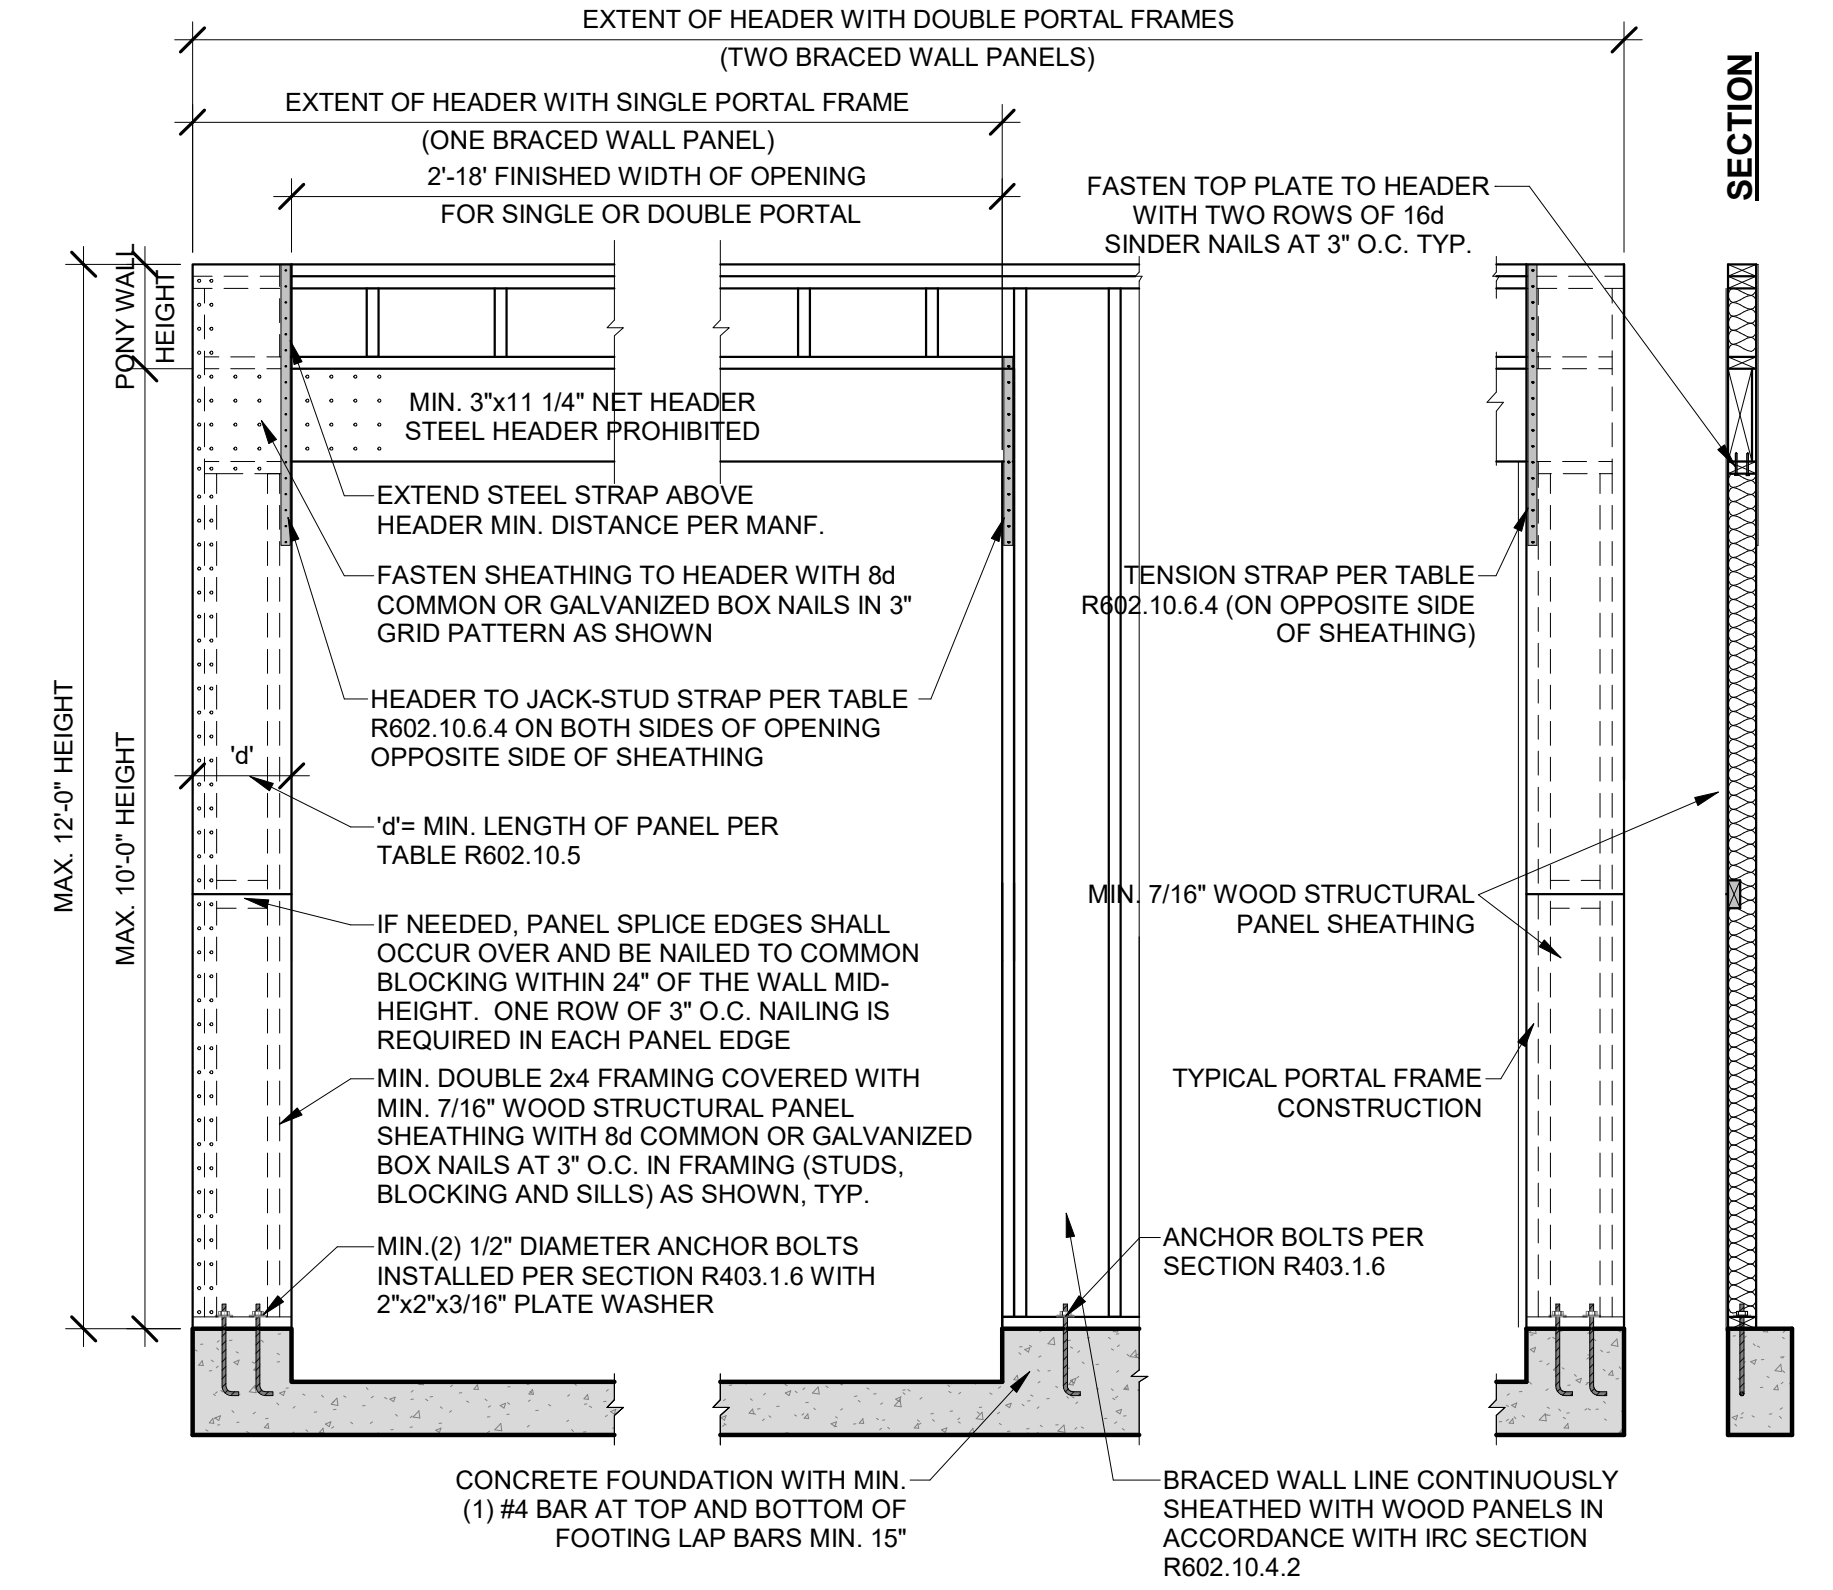 EXTENT OF HEADER WITH DOUBLE PORTAL FRAMES
(TWO BRACED WALL PANELS)
EXTENT OF HEADER WITH SINGLE PORTAL FRAME
(ONE BRACED WALL PANEL)
2'-18' FINISHED WIDTH OF OPENING
FOR SINGLE OR DOUBLE PORTAL
SECTION
FASTEN TOP PLATE TO HEADER
WITH TWO ROWS OF 16d
SINDER NAILS AT 3" O.C. TYP.
PONY WALL
HEIGHT
MIN. 3"x11 1/4" NET HEADER
STEEL HEADER PROHIBITED
EXTEND STEEL STRAP ABOVE
HEADER MIN. DISTANCE PER MANF.
FASTEN SHEATHING TO HEADER WITH 8d
COMMON OR GALVANIZED BOX NAILS IN 3"
GRID PATTERN AS SHOWN
TENSION STRAP PER TABLE
R602.10.6.4 (ON OPPOSITE SIDE
OF SHEATHING)
HEADER TO JACK-STUD STRAP PER TABLE
R602.10.6.4 ON BOTH SIDES OF OPENING
OPPOSITE SIDE OF SHEATHING
MAX. 12'-0" HEIGHT
MAX. 10'-0" HEIGHT
'd'
'd'= MIN. LENGTH OF PANEL PER
TABLE R602.10.5
MIN. 7/16" WOOD STRUCTURAL
PANEL SHEATHING
IF NEEDED, PANEL SPLICE EDGES SHALL
OCCUR OVER AND BE NAILED TO COMMON
BLOCKING WITHIN 24" OF THE WALL MID-
HEIGHT. ONE ROW OF 3" O.C. NAILING IS
REQUIRED IN EACH PANEL EDGE
MIN. DOUBLE 2x4 FRAMING COVERED WITH
MIN. 7/16" WOOD STRUCTURAL PANEL
SHEATHING WITH 8d COMMON OR GALVANIZED
BOX NAILS AT 3" O.C. IN FRAMING (STUDS,
BLOCKING AND SILLS) AS SHOWN, TYP.
TYPICAL PORTAL FRAME
CONSTRUCTION
MIN.(2) 1/2" DIAMETER ANCHOR BOLTS
INSTALLED PER SECTION R403.1.6 WITH
2"x2"x3/16" PLATE WASHER
ANCHOR BOLTS PER
SECTION R403.1.6
CONCRETE FOUNDATION WITH MIN.
(1) #4 BAR AT TOP AND BOTTOM OF
FOOTING LAP BARS MIN. 15"
BRACED WALL LINE CONTINUOUSLY
SHEATHED WITH WOOD PANELS IN
ACCORDANCE WITH IRC SECTION
R602.10.4.2